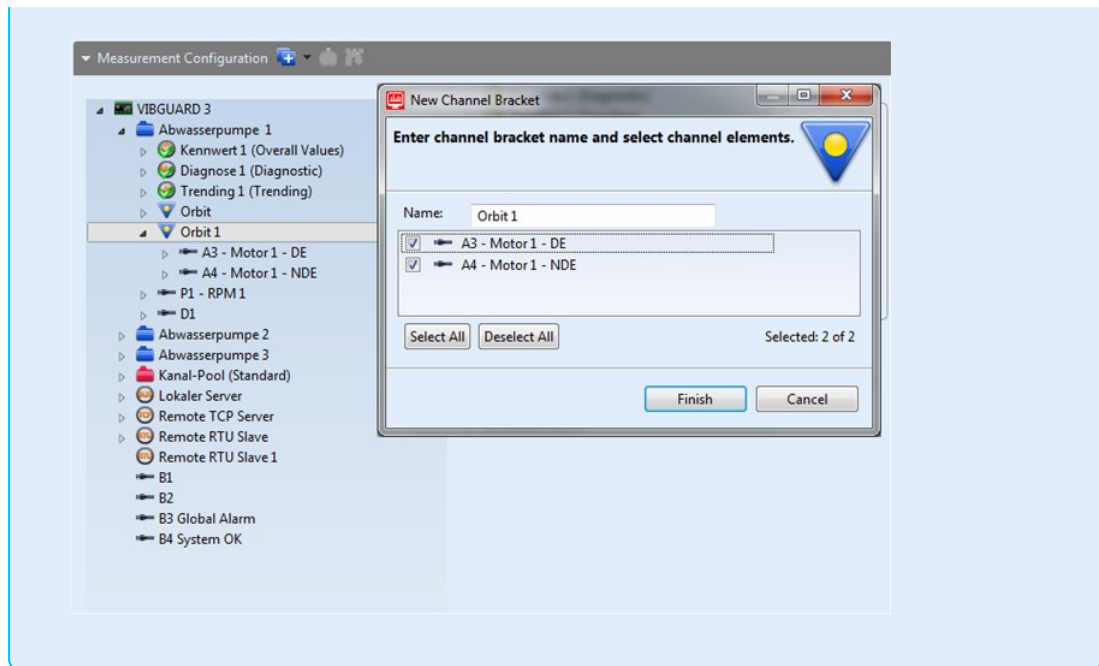 Measurement Configuration
VIBGUARD 3
Abwasserpumpe 1
Kennwert 1 (Overall Values)
Diagnose 1 (Diagnostic)
Trending 1 (Trending)
Orbit
Orbit 1
A3 - Motor 1 - DE
A4 - Motor 1 - NDE
P1 - RPM 1
D1
Abwasserpumpe 2
Abwasserpumpe 3
Kanal-Pool (Standard)
Lokaler Server
Remote TCP Server
Remote RTU Slave
Remote RTU Slave 1
B1
B2
B3 Global Alarm
B4 System OK
New Channel Bracket
Enter channel bracket name and select channel elements.
Name: Orbit 1
A3 - Motor 1 - DE
A4 - Motor 1 - NDE
Select All Deselect All Selected: 2 of 2
Finish Cancel